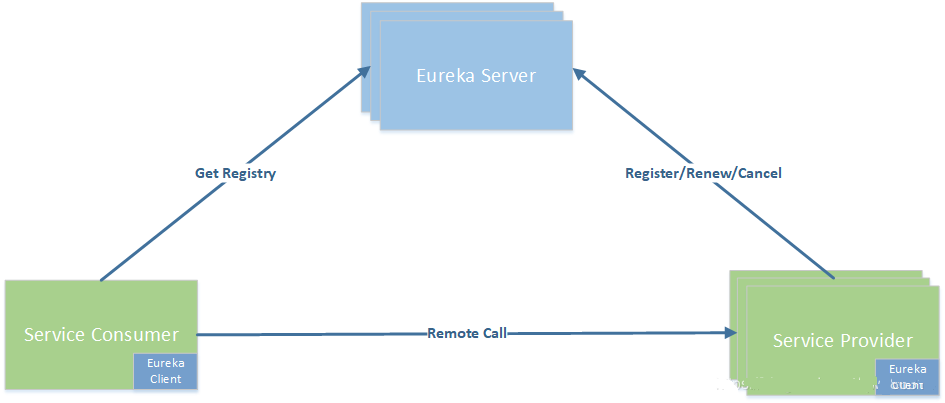 Eureka Server
Get Registry
Register/Renew/Cancel
Service Consumer
Remote Call
Service Provider
Eureka
Client
Eureka
Client